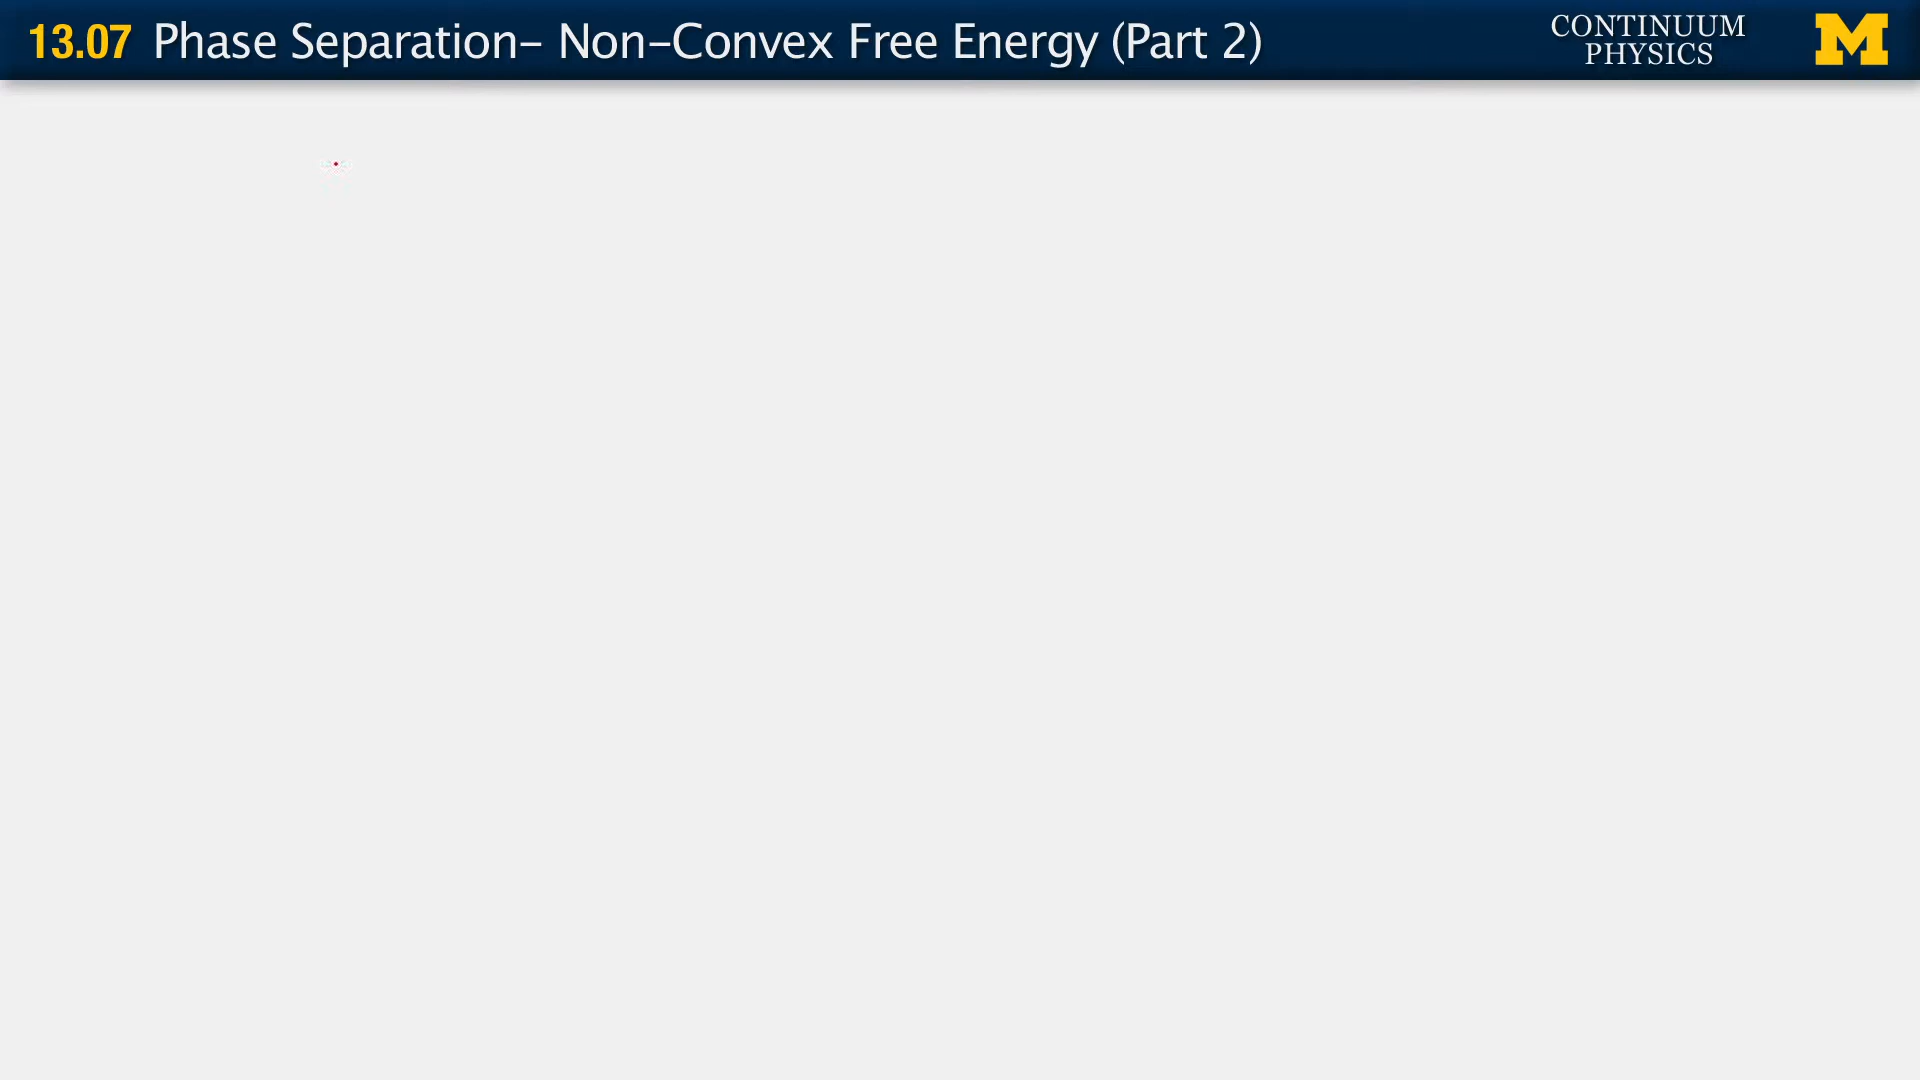 13.07 Phase Separation– Non–Convex Free Energy (Part 2)
CONTINUUM
PHYSICS
M